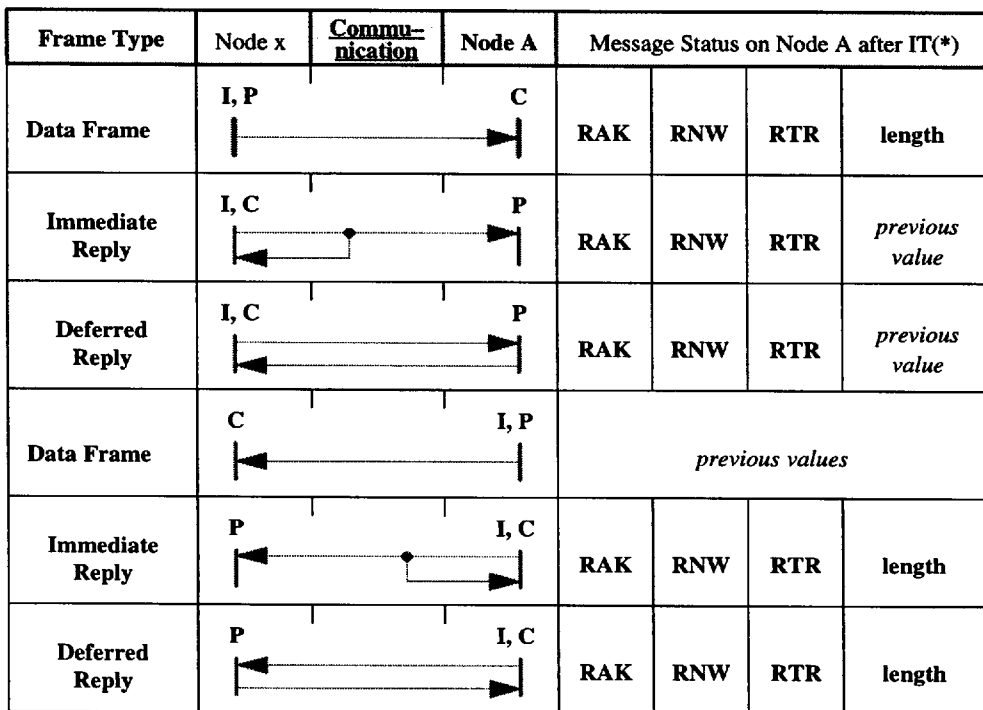 Frame Type Node x Commu–nication Node A Message Status on Node A after IT(*)
I, P C
Data Frame RAK RNW RTR length
I, C P
Immediate Reply RAK RNW RTR previous value
I, C P
Deferred Reply RAK RNW RTR previous value
C I, P
Data Frame previous values
P I, C
Immediate Reply RAK RNW RTR length
P I, C
Deferred Reply RAK RNW RTR length